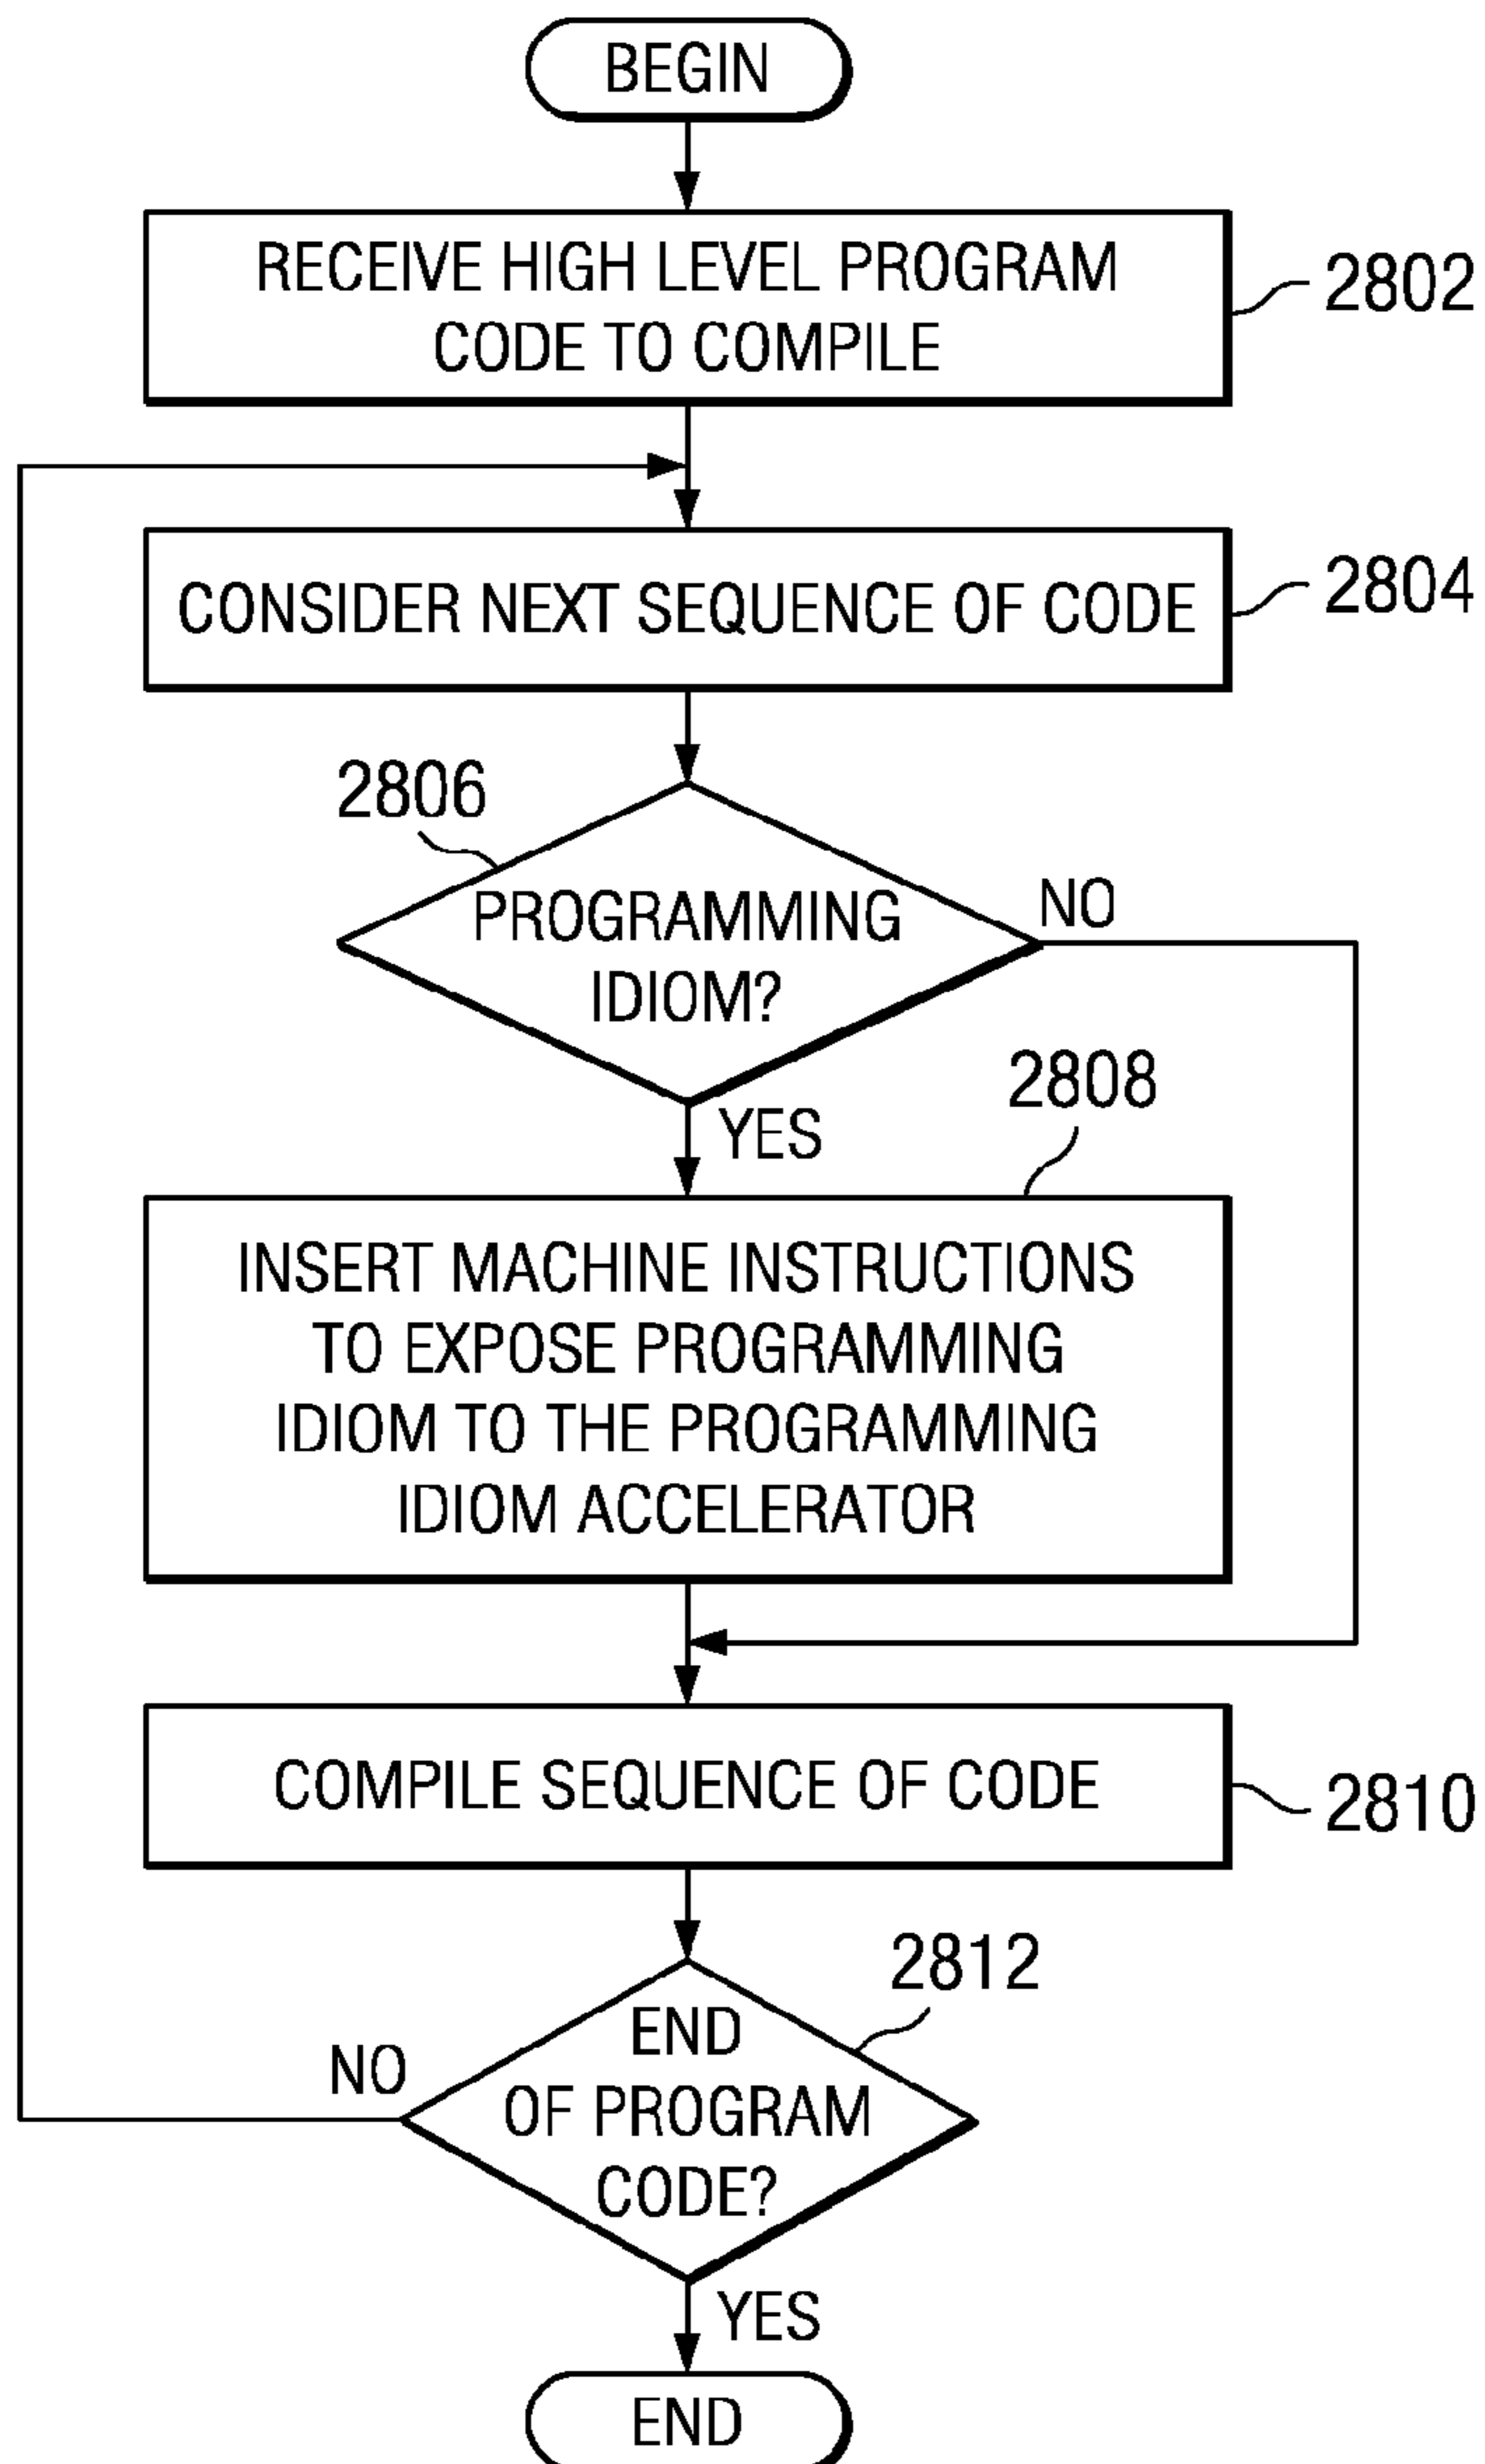 BEGIN
RECEIVE HIGH LEVEL PROGRAM
CODE TO COMPILE
2802
CONSIDER NEXT SEQUENCE OF CODE
2804
2806
PROGRAMMING
IDIOM?
NO
YES
2808
INSERT MACHINE INSTRUCTIONS
TO EXPOSE PROGRAMMING
IDIOM TO THE PROGRAMMING
IDIOM ACCELERATOR
COMPILE SEQUENCE OF CODE
2810
2812
END
OF PROGRAM
CODE?
NO
YES
END